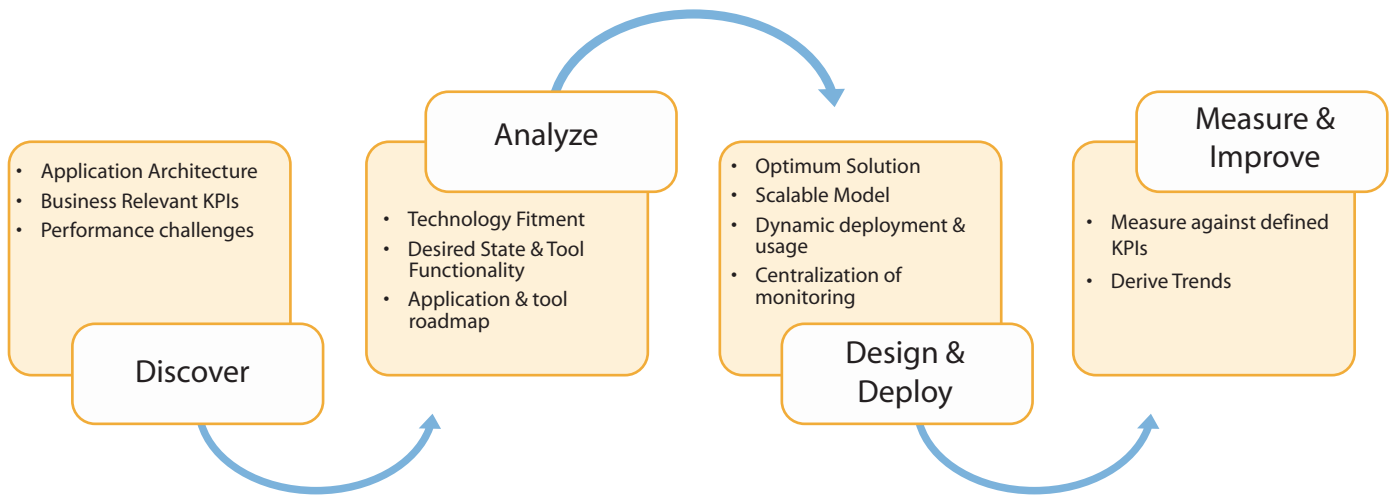 • Application Architecture
• Business Relevant KPIs
• Performance challenges
Discover
Analyze
• Technology Fitment
• Desired State & Tool
Functionality
• Application & tool
roadmap
• Optimum Solution
• Scalable Model
• Dynamic deployment &
usage
• Centralization of
monitoring
Design &
Deploy
Measure &
Improve
• Measure against defined
KPIs
• Derive Trends